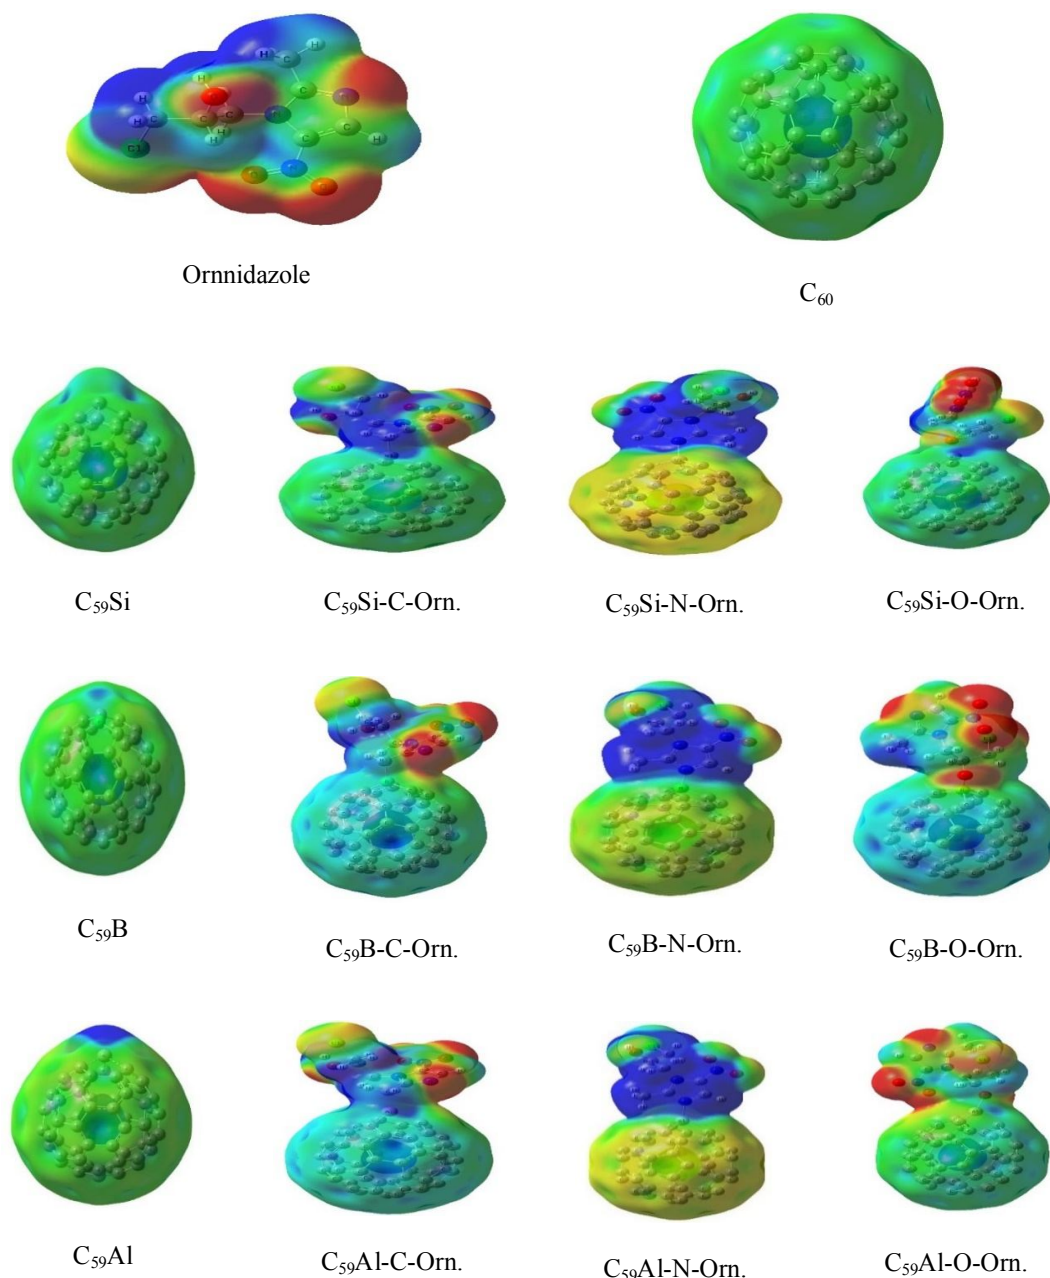 Ornnidazole
C₆₀
C₅₉Si
C₅₉Si-C-Orn.
C₅₉Si-N-Orn.
C₅₉Si-O-Orn.
C₅₉B
C₅₉B-C-Orn.
C₅₉B-N-Orn.
C₅₉B-O-Orn.
C₅₉Al
C₅₉Al-C-Orn.
C₅₉Al-N-Orn.
C₅₉Al-O-Orn.